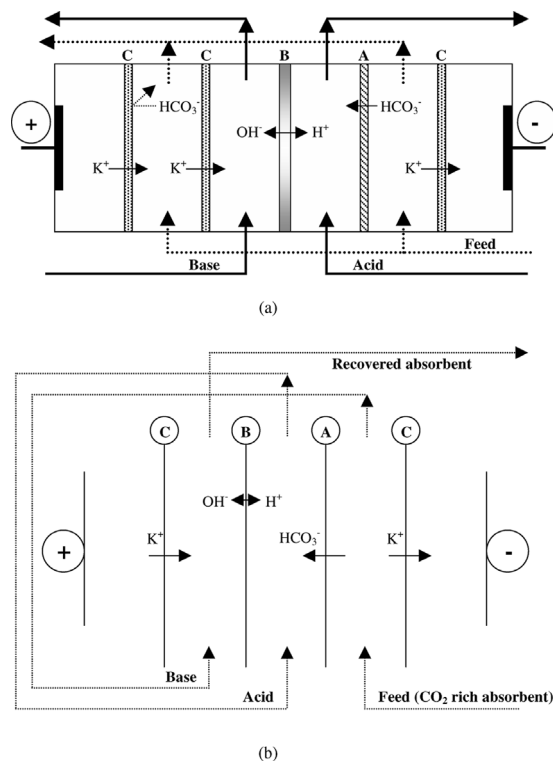 C C B A C
HCO₃⁻ HCO₃⁻
+ OH⁻ H⁺ -
K⁺ K⁺ K⁺
Feed
Base Acid
(a)
Recovered absorbent
C B A C
OH⁻ H⁺
+ K⁺ HCO₃⁻ K⁺ -
Base
Acid Feed (CO₂ rich absorbent)
(b)